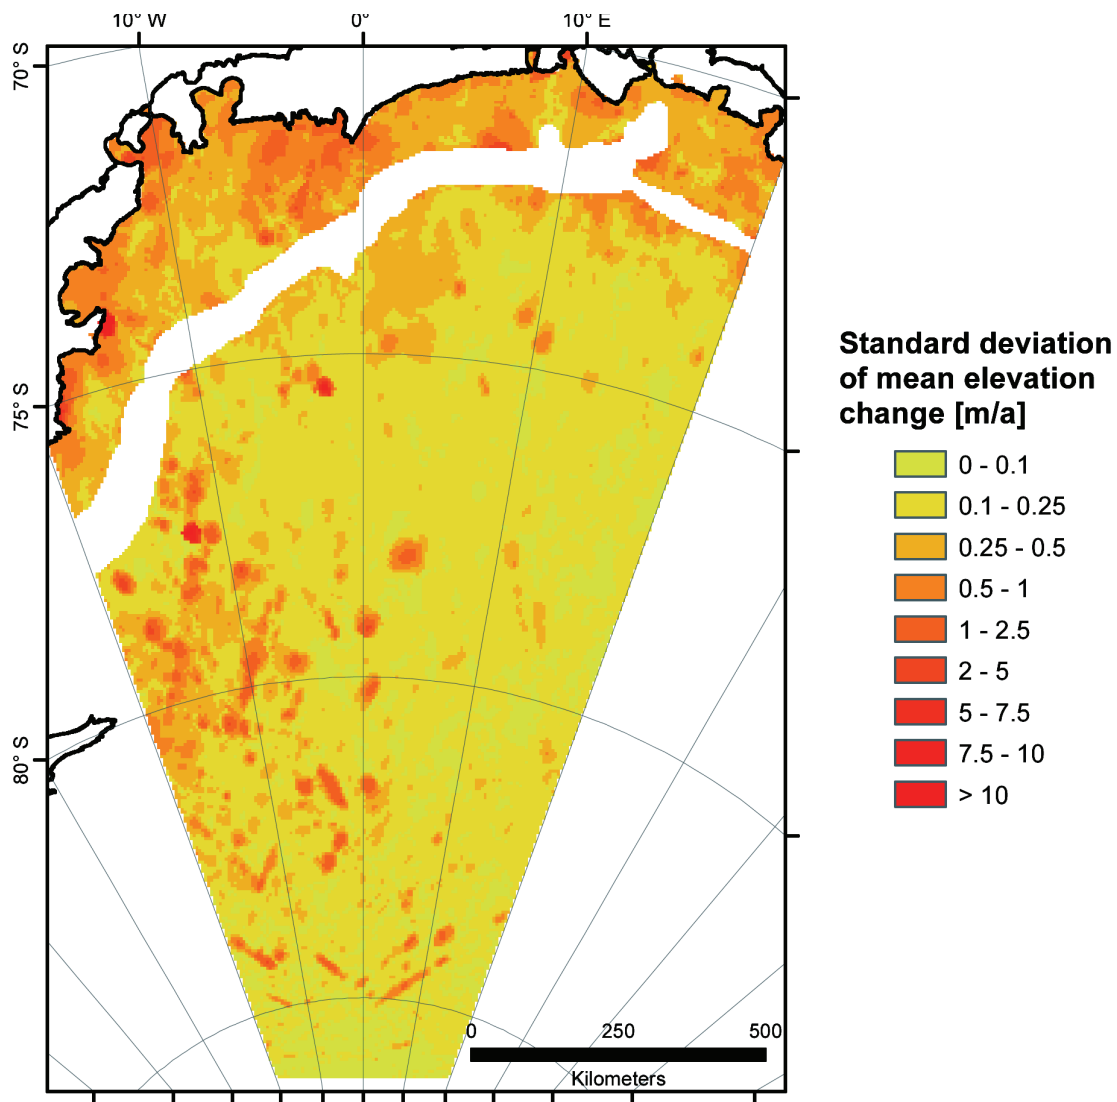 10° W
0°
10° E
70° S
75° S
80° S
Standard deviation
of mean elevation
change [m/a]
0 - 0.1
0.1 - 0.25
0.25 - 0.5
0.5 - 1
1 - 2.5
2 - 5
5 - 7.5
7.5 - 10
> 10
0 250 500
Kilometers